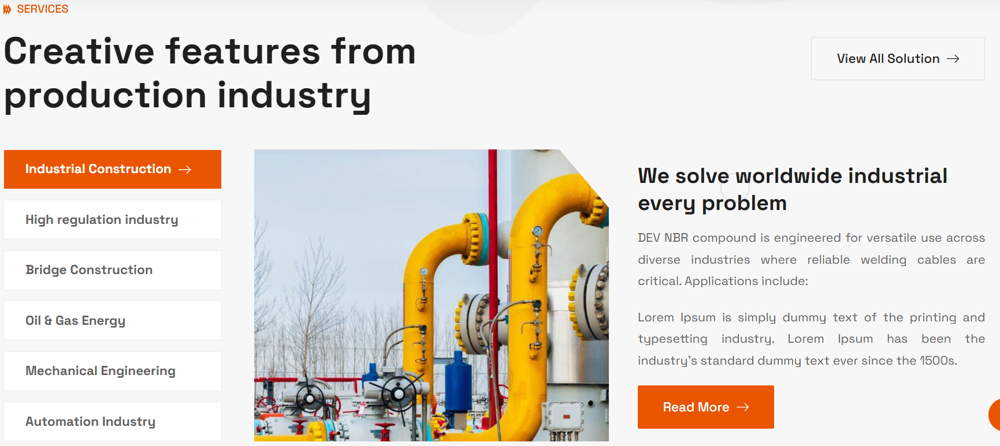 SERVICES
Creative features from
production industry
View All Solution
Industrial Construction
High regulation industry
Bridge Construction
Oil & Gas Energy
Mechanical Engineering
Automation Industry
We solve worldwide industrial
every problem
DEV NBR compound is engineered for versatile use across
diverse industries where reliable welding cables are
critical. Applications include:
Lorem Ipsum is simply dummy text of the printing and
typesetting industry. Lorem Ipsum has been the
industry's standard dummy text ever since the 1500s.
Read More